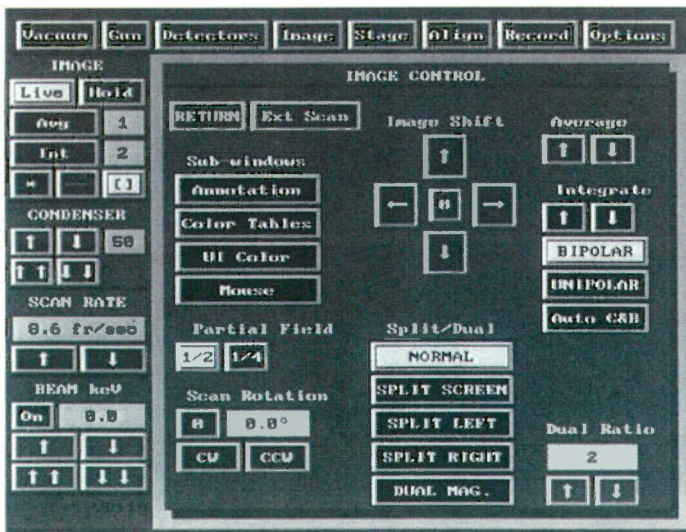 Vacuum Gun Detectors Image Stage Align Record Options
IMAGE
Live Hold
Avg 1
Int 2
* — []
CONDENSER
↑ ↓ 50
↑↑ ↓↓
SCAN RATE
8.6 fr/sec
↑ ↓
BEAM keV
On 0.0
↑ ↓
↑↑ ↓↓
IMAGE CONTROL
RETURN Ext Scan
Sub-windows
Annotation
Color Tables
UI Color
Mouse
Partial Field
1/2 1/4
Scan Rotation
0 0.0°
CW CCW
Image Shift
↑
← 0 →
↓
Split/Dual
NORMAL
SPLIT SCREEN
SPLIT LEFT
SPLIT RIGHT
DUAL MAG.
Average
↑ ↓
Integrate
↑ ↓
BIPOLAR
UNIPOLAR
Auto C&B
Dual Ratio
2
↑ ↓